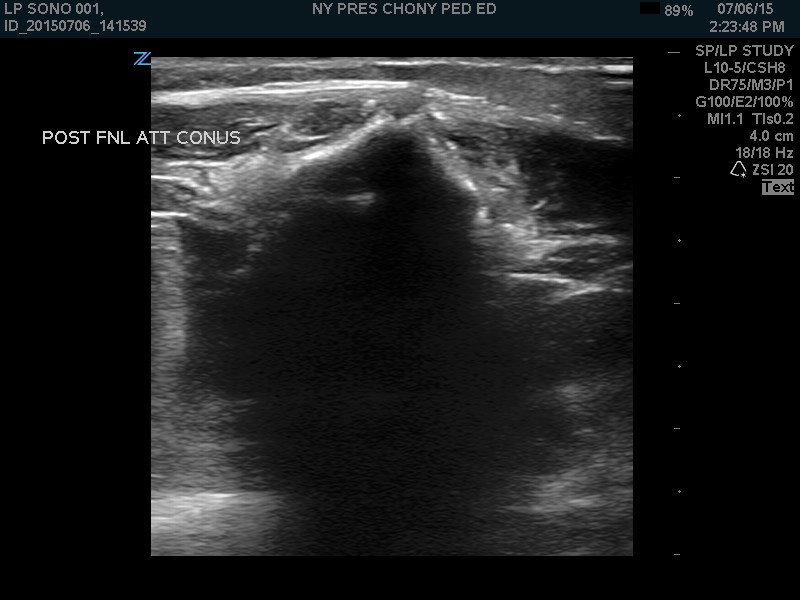 LP SONO 001,
ID_20150706_141539
NY PRES CHONY PED ED
89%
07/06/15
2:23:48 PM
SP/LP STUDY
L10-5/CSH8
DR75/M3/P1
G100/E2/100%
MI1.1 TIs0.2
4.0 cm
18/18 Hz
ZSI 20
Text
POST FNL ATT CONUS